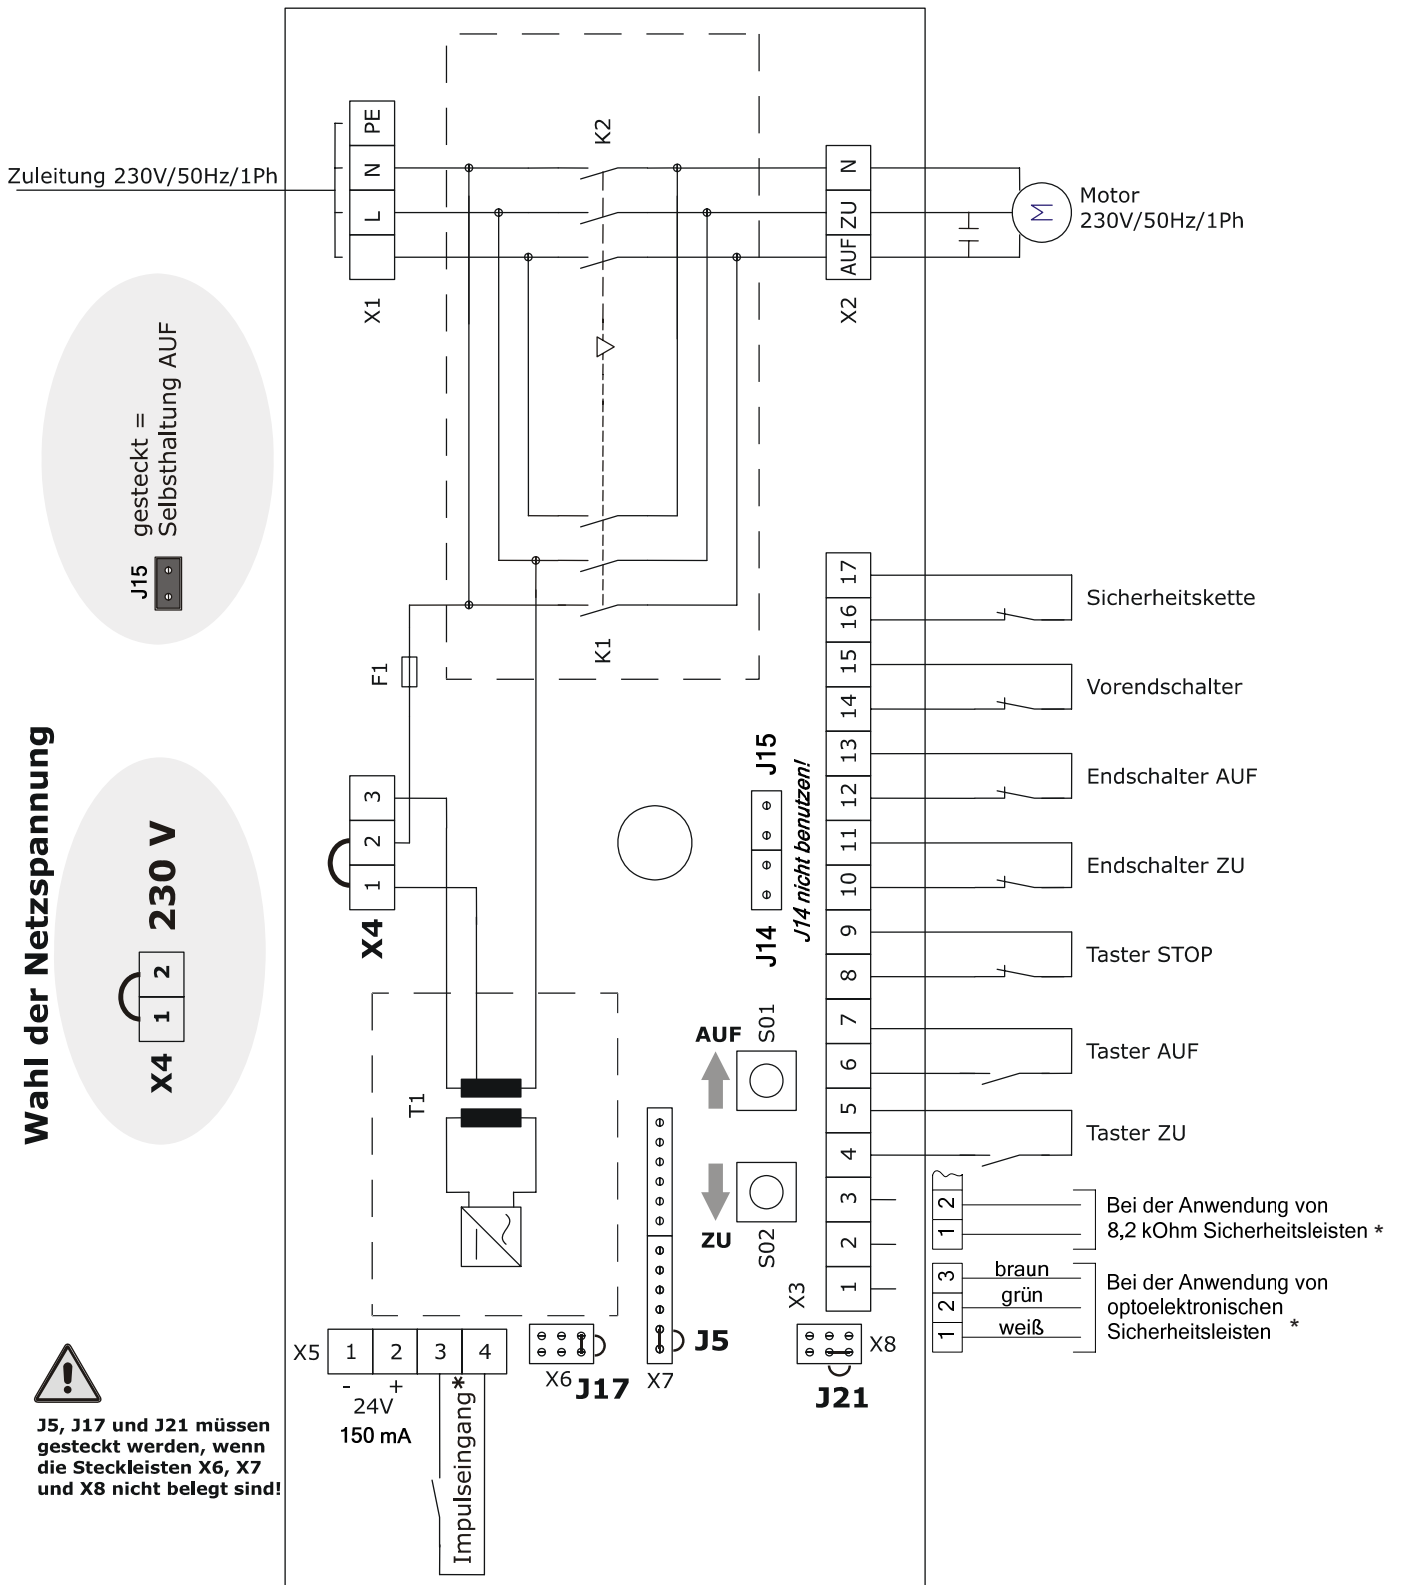 Zuleitung 230V/50Hz/1Ph
PE
N
L
X1
K2
N
ZU
AUF
X2
M
Motor
230V/50Hz/1Ph
J15
gesteckt =
Selbsthaltung AUF
K1
F1
Wahl der Netzspannung
X4
1
2
230 V
3
2
1
X4
J15
J14
J14 nicht benutzen!
17
16
15
14
13
12
11
10
9
8
7
6
5
4
3
2
1
X3
Sicherheitskette
Vorendschalter
Endschalter AUF
Endschalter ZU
Taster STOP
Taster AUF
Taster ZU
AUF
S01
ZU
S02
T1
2
1
Bei der Anwendung von
8,2 kOhm Sicherheitsleisten *
3
2
1
braun
grün
weiß
Bei der Anwendung von
optoelektronischen
Sicherheitsleisten *
X5
1
2
3
4
- +
24V
150 mA
Impulseingang*
X6
J17
X7
J5
X8
J21
!
J5, J17 und J21 müssen
gesteckt werden, wenn
die Steckleisten X6, X7
und X8 nicht belegt sind!